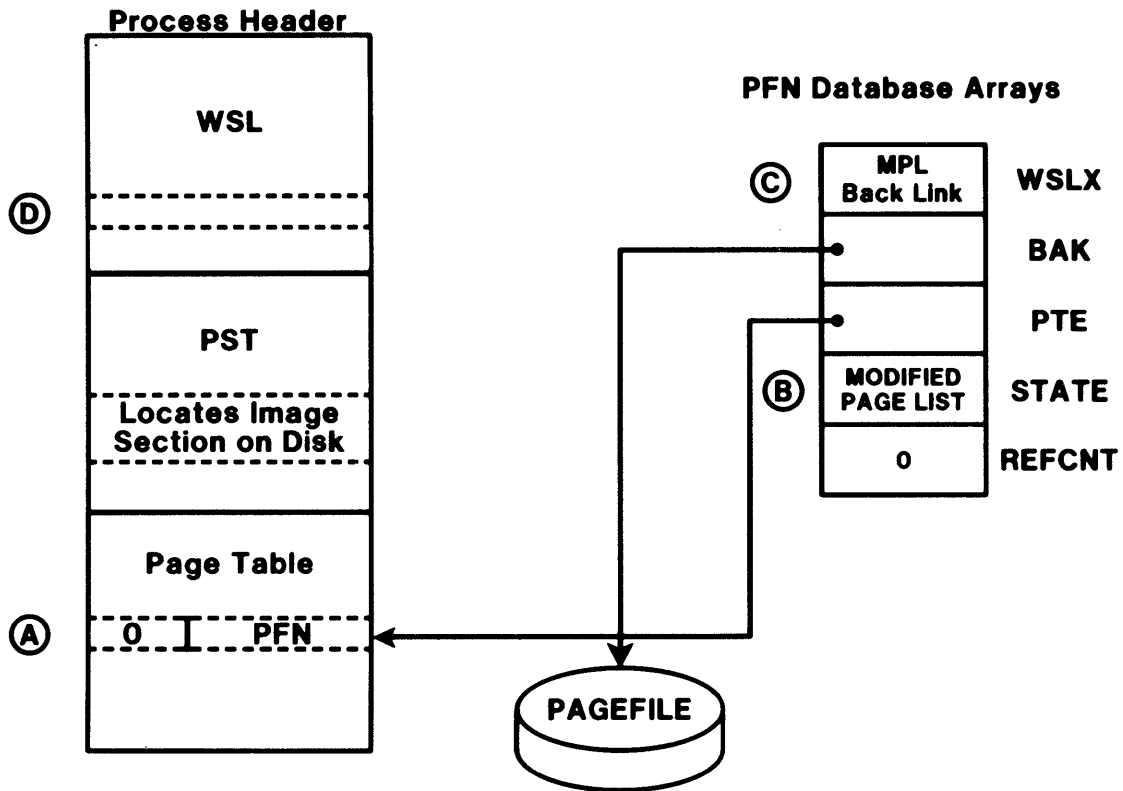 Process Header
WSL
D
PST
Locates Image
Section on Disk
Page Table
A
0 PFN
PFN Database Arrays
C
MPL
Back Link
WSLX
BAK
PTE
B
MODIFIED
PAGE LIST
STATE
0
REFCNT
PAGEFILE